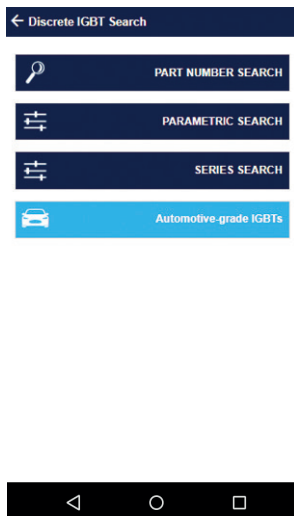 Discrete IGBT Search
PART NUMBER SEARCH
PARAMETRIC SEARCH
SERIES SEARCH
Automotive-grade IGBTs